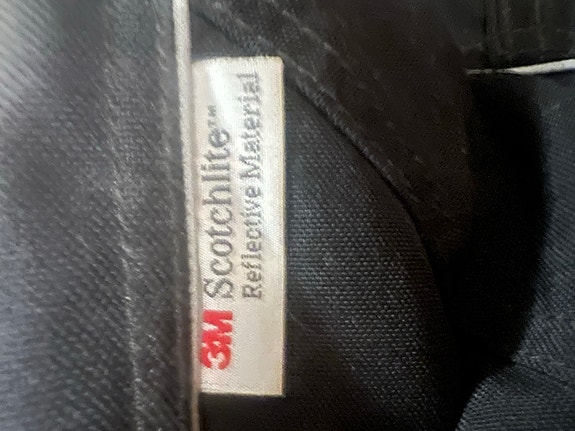 3M Scotchlite™
Reflective Material